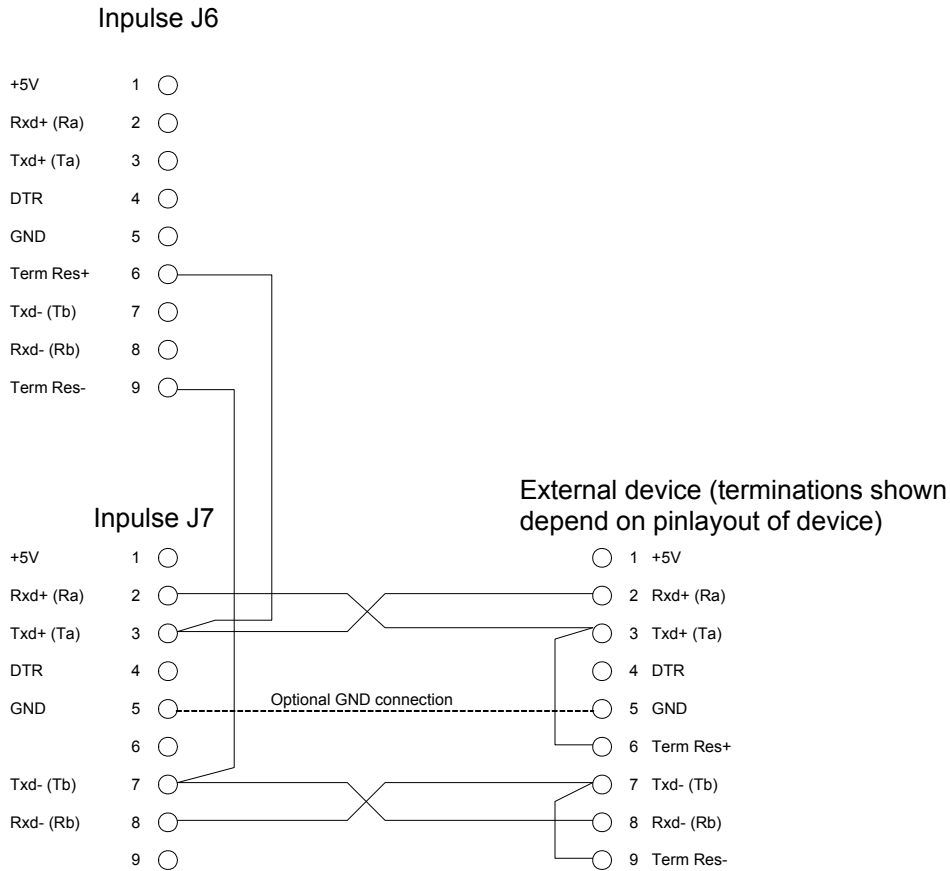 Inpulse J6
+5V 1
Rxd+ (Ra) 2
Txd+ (Ta) 3
DTR 4
GND 5
Term Res+ 6
Txd- (Tb) 7
Rxd- (Rb) 8
Term Res- 9
External device (terminations shown
depend on pinlayout of device)
Inpulse J7
+5V 1 1 +5V
Rxd+ (Ra) 2 2 Rxd+ (Ra)
Txd+ (Ta) 3 3 Txd+ (Ta)
DTR 4 4 DTR
GND 5 Optional GND connection 5 GND
6 6 Term Res+
Txd- (Tb) 7 7 Txd- (Tb)
Rxd- (Rb) 8 8 Rxd- (Rb)
9 9 Term Res-